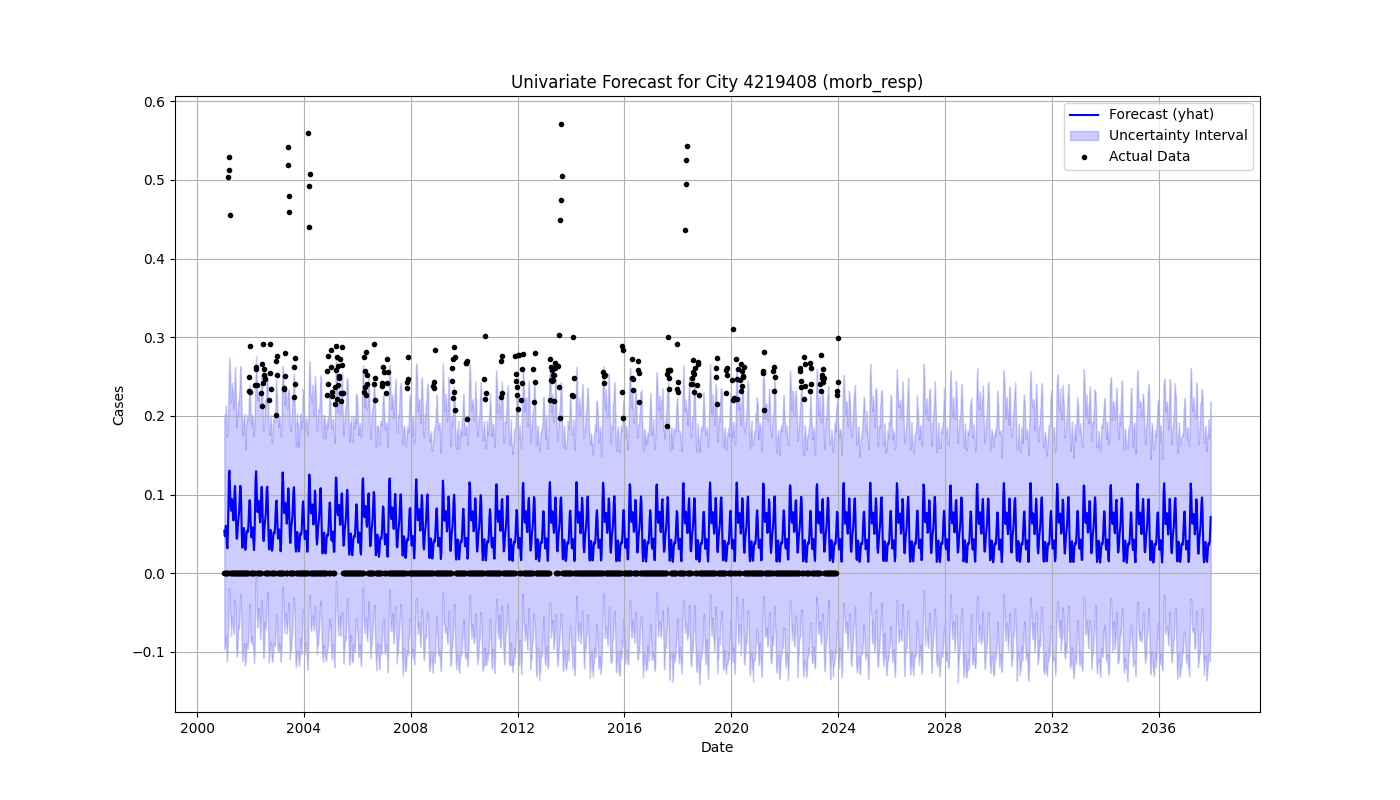 Univariate Forecast for City 4219408 (morb_resp)
Forecast (yhat)
Uncertainty Interval
Actual Data
Cases
0.6
0.5
0.4
0.3
0.2
0.1
0.0
−0.1
2000 2004 2008 2012 2016 2020 2024 2028 2032 2036
Date